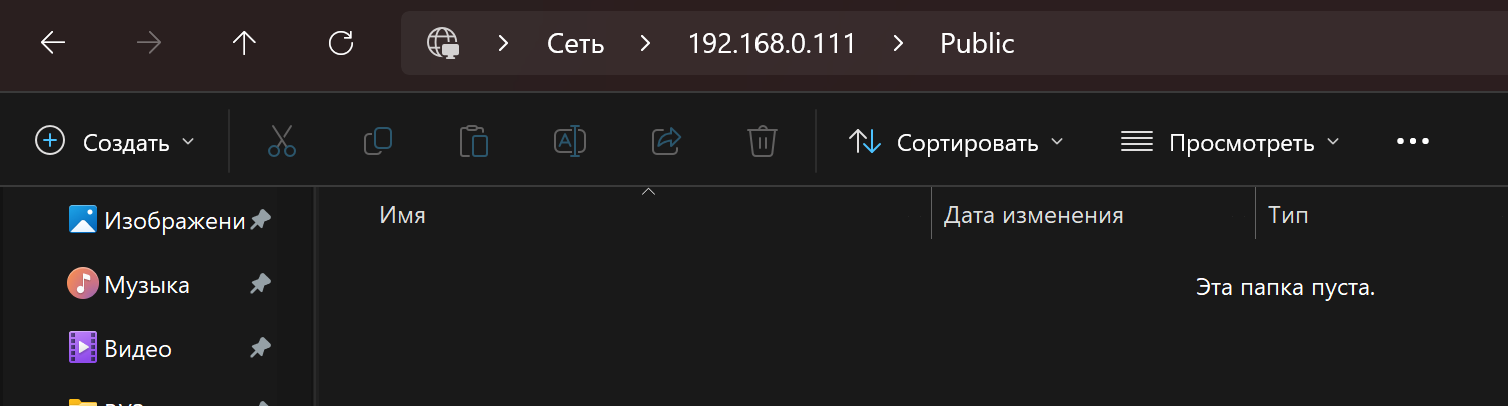 Сеть 192.168.0.111 Public
Создать Сортировать Просмотреть
Имя Дата изменения Тип
Изображени
Эта папка пуста.
Музыка
Видео